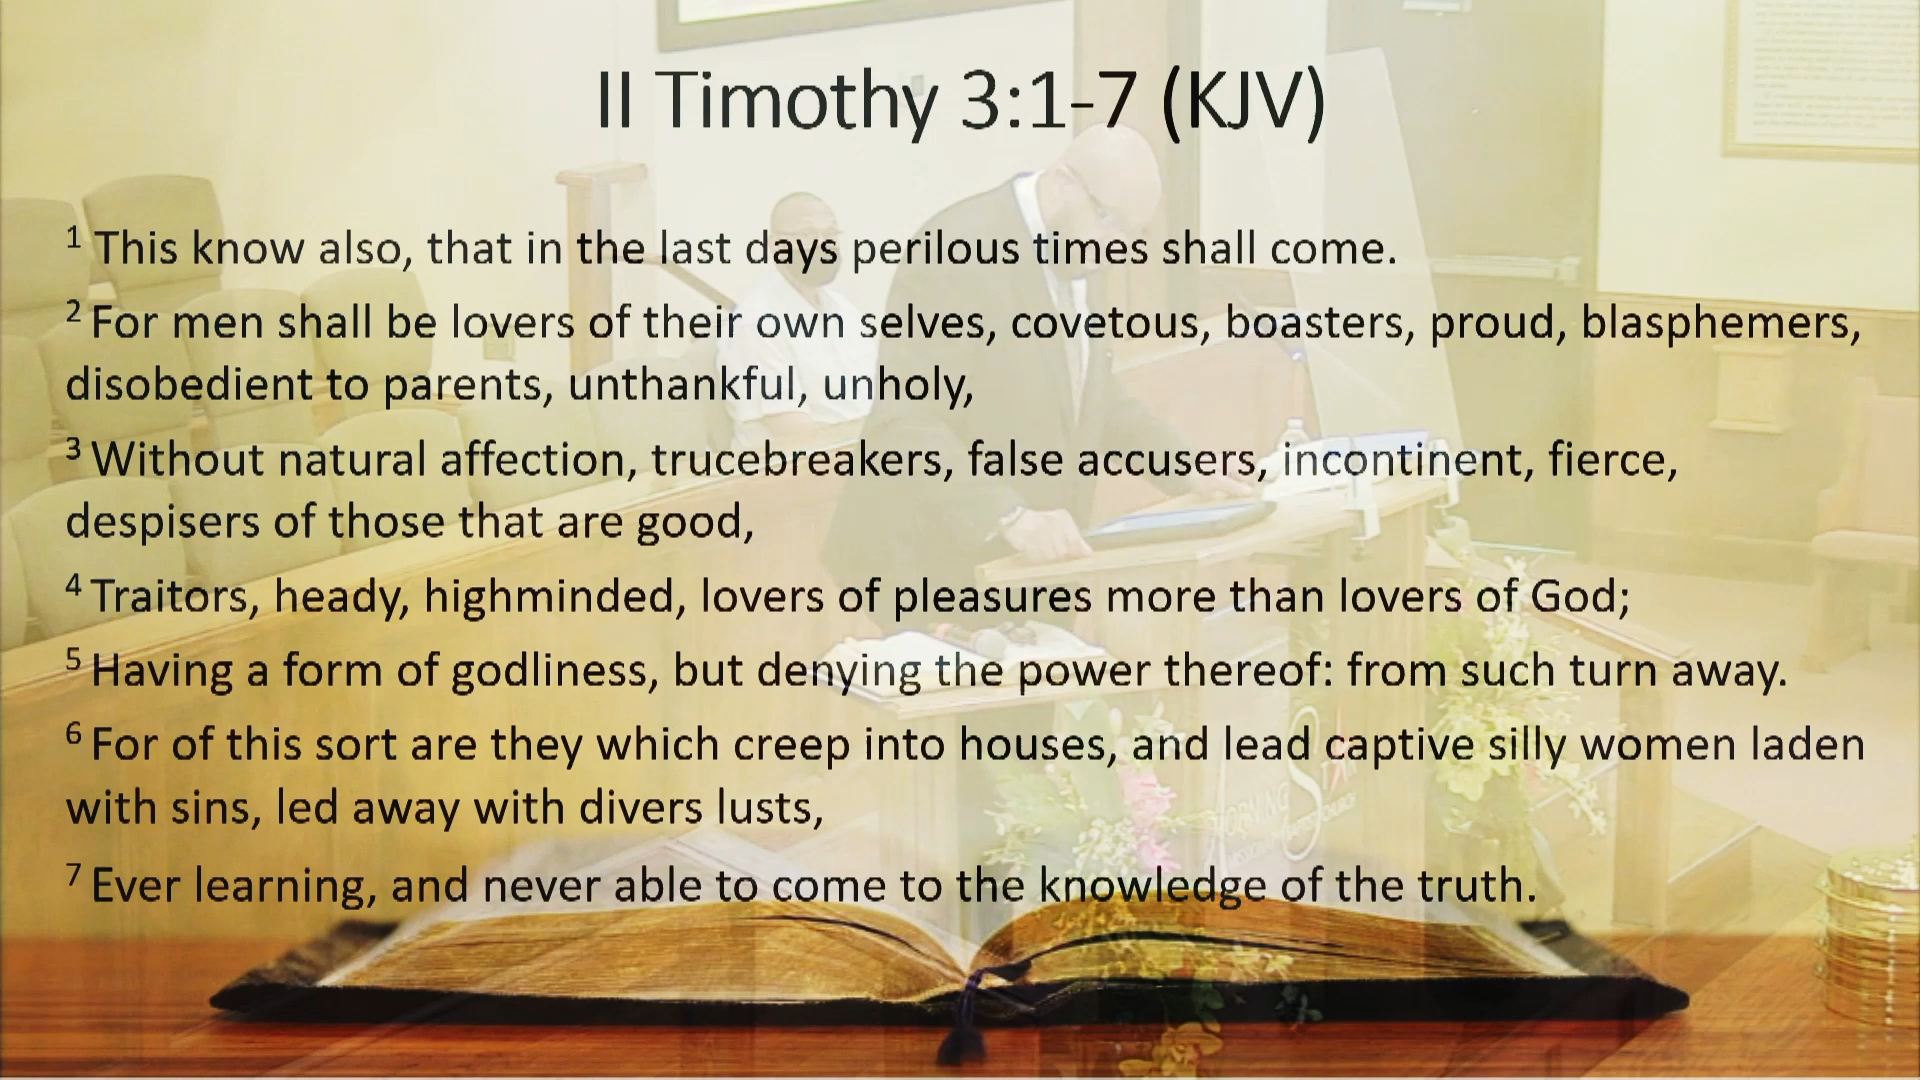 II Timothy 3:1-7 (KJV)
1 This know also, that in the last days perilous times shall come.
2 For men shall be lovers of their own selves, covetous, boasters, proud, blasphemers,
disobedient to parents, unthankful, unholy,
3 Without natural affection, trucebreakers, false accusers, incontinent, fierce,
despisers of those that are good,
4 Traitors, heady, highminded, lovers of pleasures more than lovers of God;
5 Having a form of godliness, but denying the power thereof: from such turn away.
6 For of this sort are they which creep into houses, and lead captive silly women laden
with sins, led away with divers lusts,
7 Ever learning, and never able to come to the knowledge of the truth.
MORNING STAR
MISSIONARY BAPTIST CHURCH